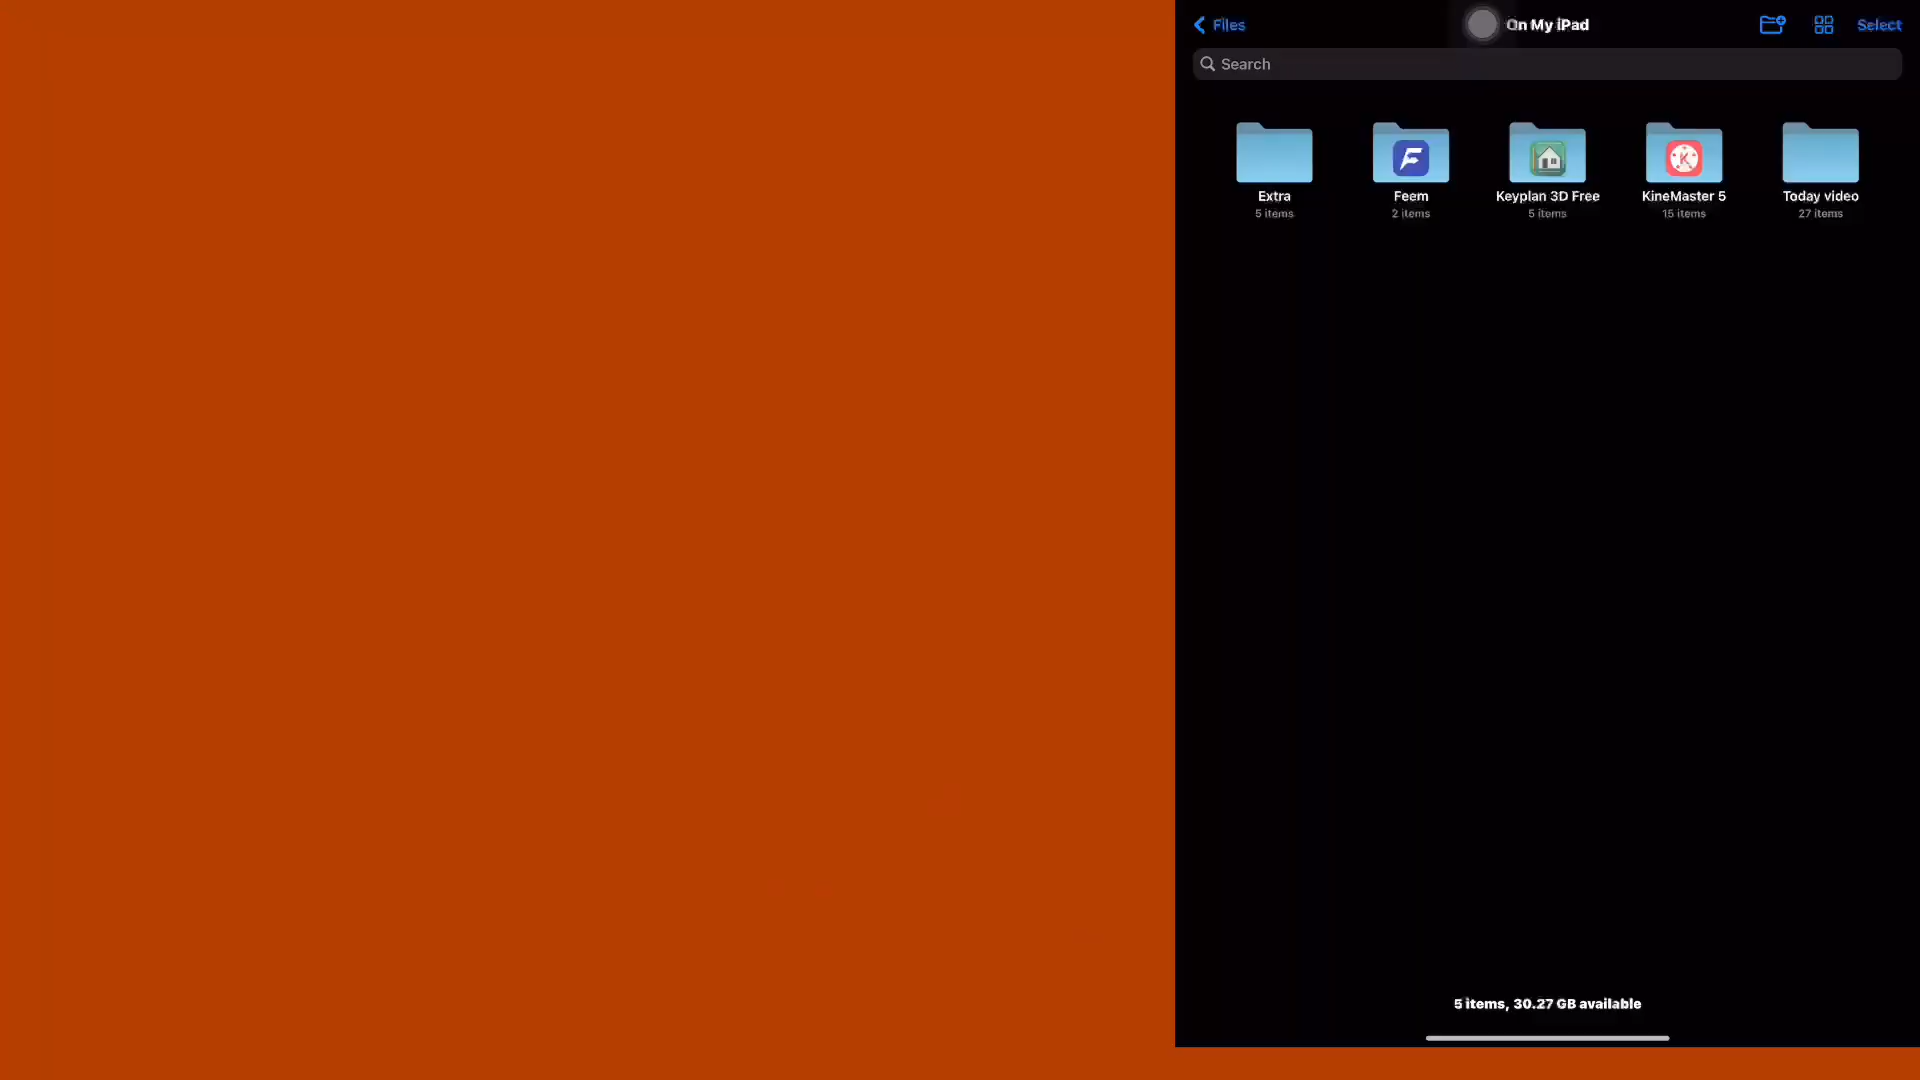 Files
On My iPad
Select
Search
Extra
5 items
Feem
2 items
Keyplan 3D Free
5 items
KineMaster 5
15 items
Today video
27 items
5 items, 30.27 GB available